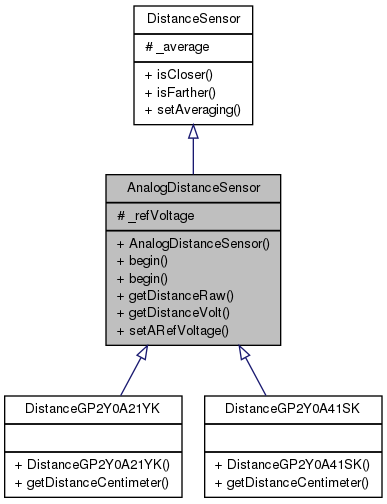 DistanceSensor
# _average
+ isCloser()
+ isFarther()
+ setAveraging()
AnalogDistanceSensor
# _refVoltage
+ AnalogDistanceSensor()
+ begin()
+ begin()
+ getDistanceRaw()
+ getDistanceVolt()
+ setARefVoltage()
DistanceGP2Y0A21YK
+ DistanceGP2Y0A21YK()
+ getDistanceCentimeter()
DistanceGP2Y0A41SK
+ DistanceGP2Y0A41SK()
+ getDistanceCentimeter()